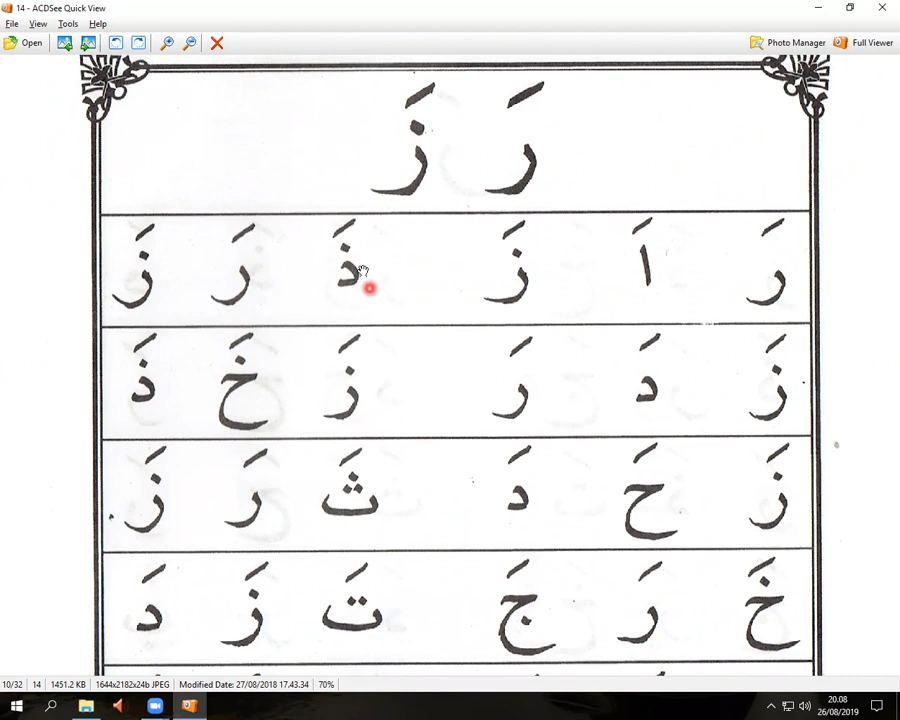 14 - ACDSee Quick View
File View Tools Help
Open Photo Manager Full Viewer
رَ زَ
رَ اَ زَ ذَ رَ زَ
زَ دَ رَ زَ خَ ذَ
زَ حَ دَ ثَ رَ زَ
خَ رَ جَ تَ زَ دَ
10/32 14 1451.2 KB 1644x2182x24b JPEG Modified Date: 27/08/2018 17.43.34 70%
20.08
26/08/2019